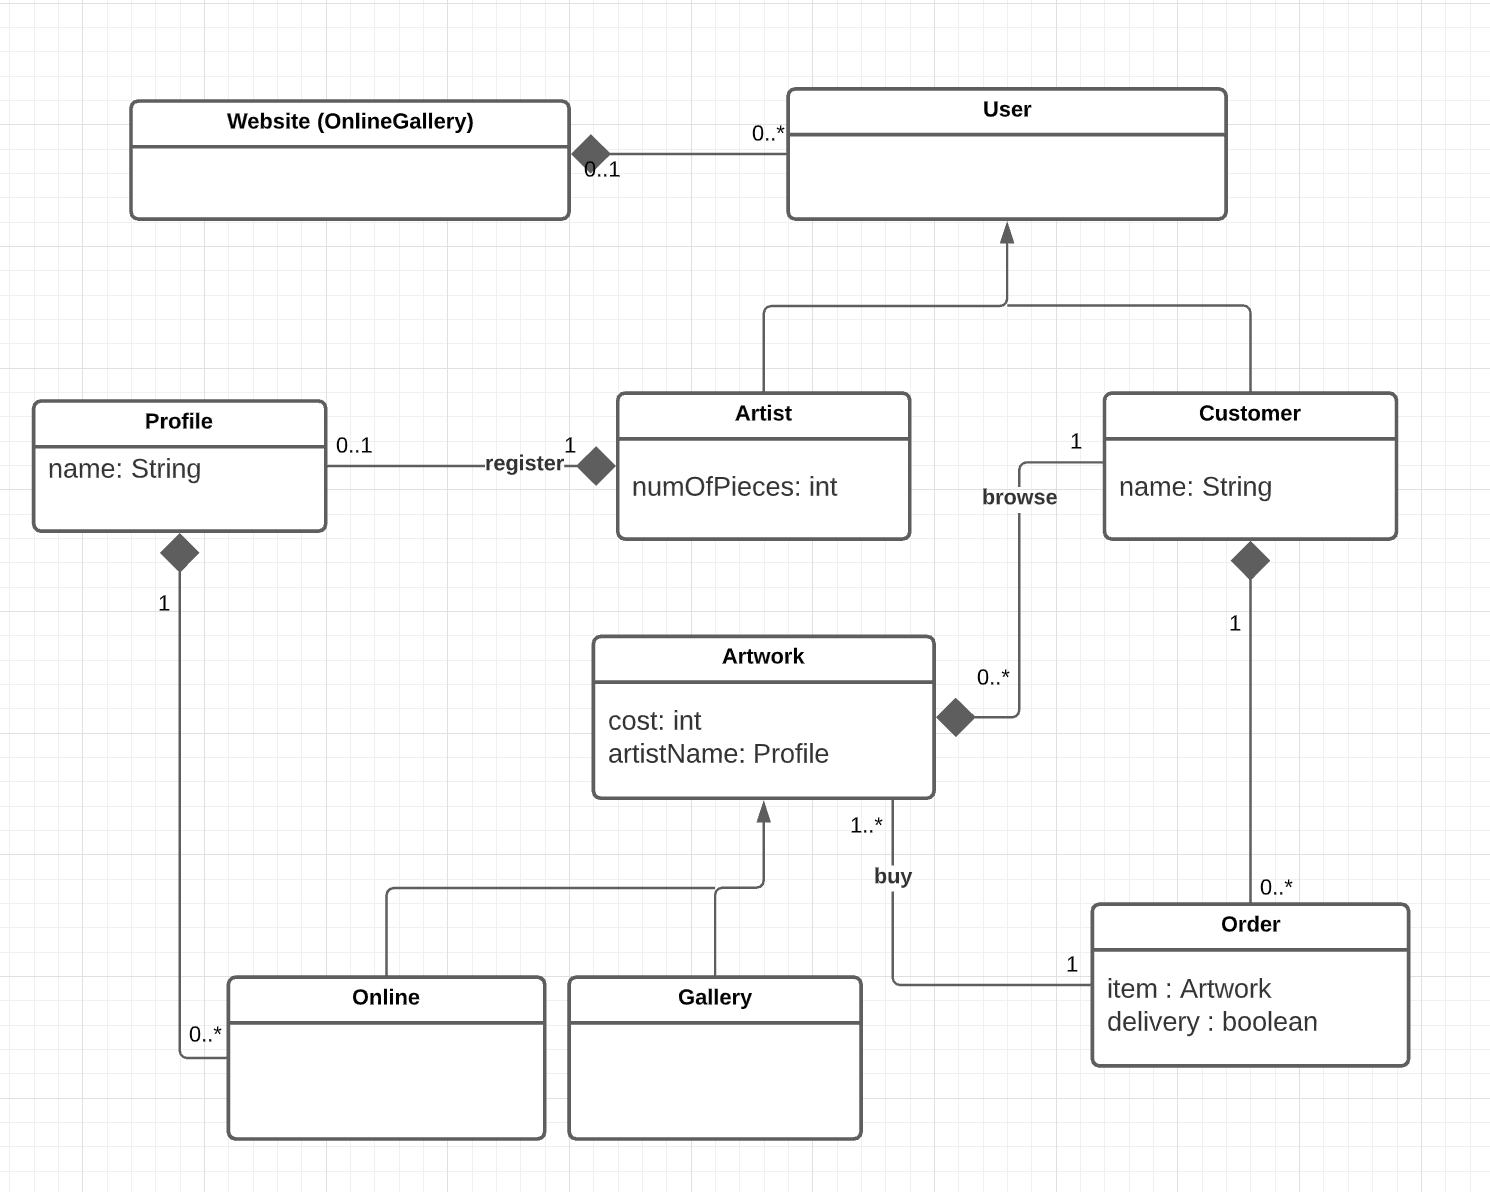 Website (OnlineGallery)
User
0..*
0..1
Profile
name: String
0..1
register
1
Artist
numOfPieces: int
Customer
name: String
1
browse
0..*
1
1
Artwork
cost: int
artistName: Profile
1..*
buy
1
0..*
Order
item : Artwork
delivery : boolean
Online
Gallery
0..*